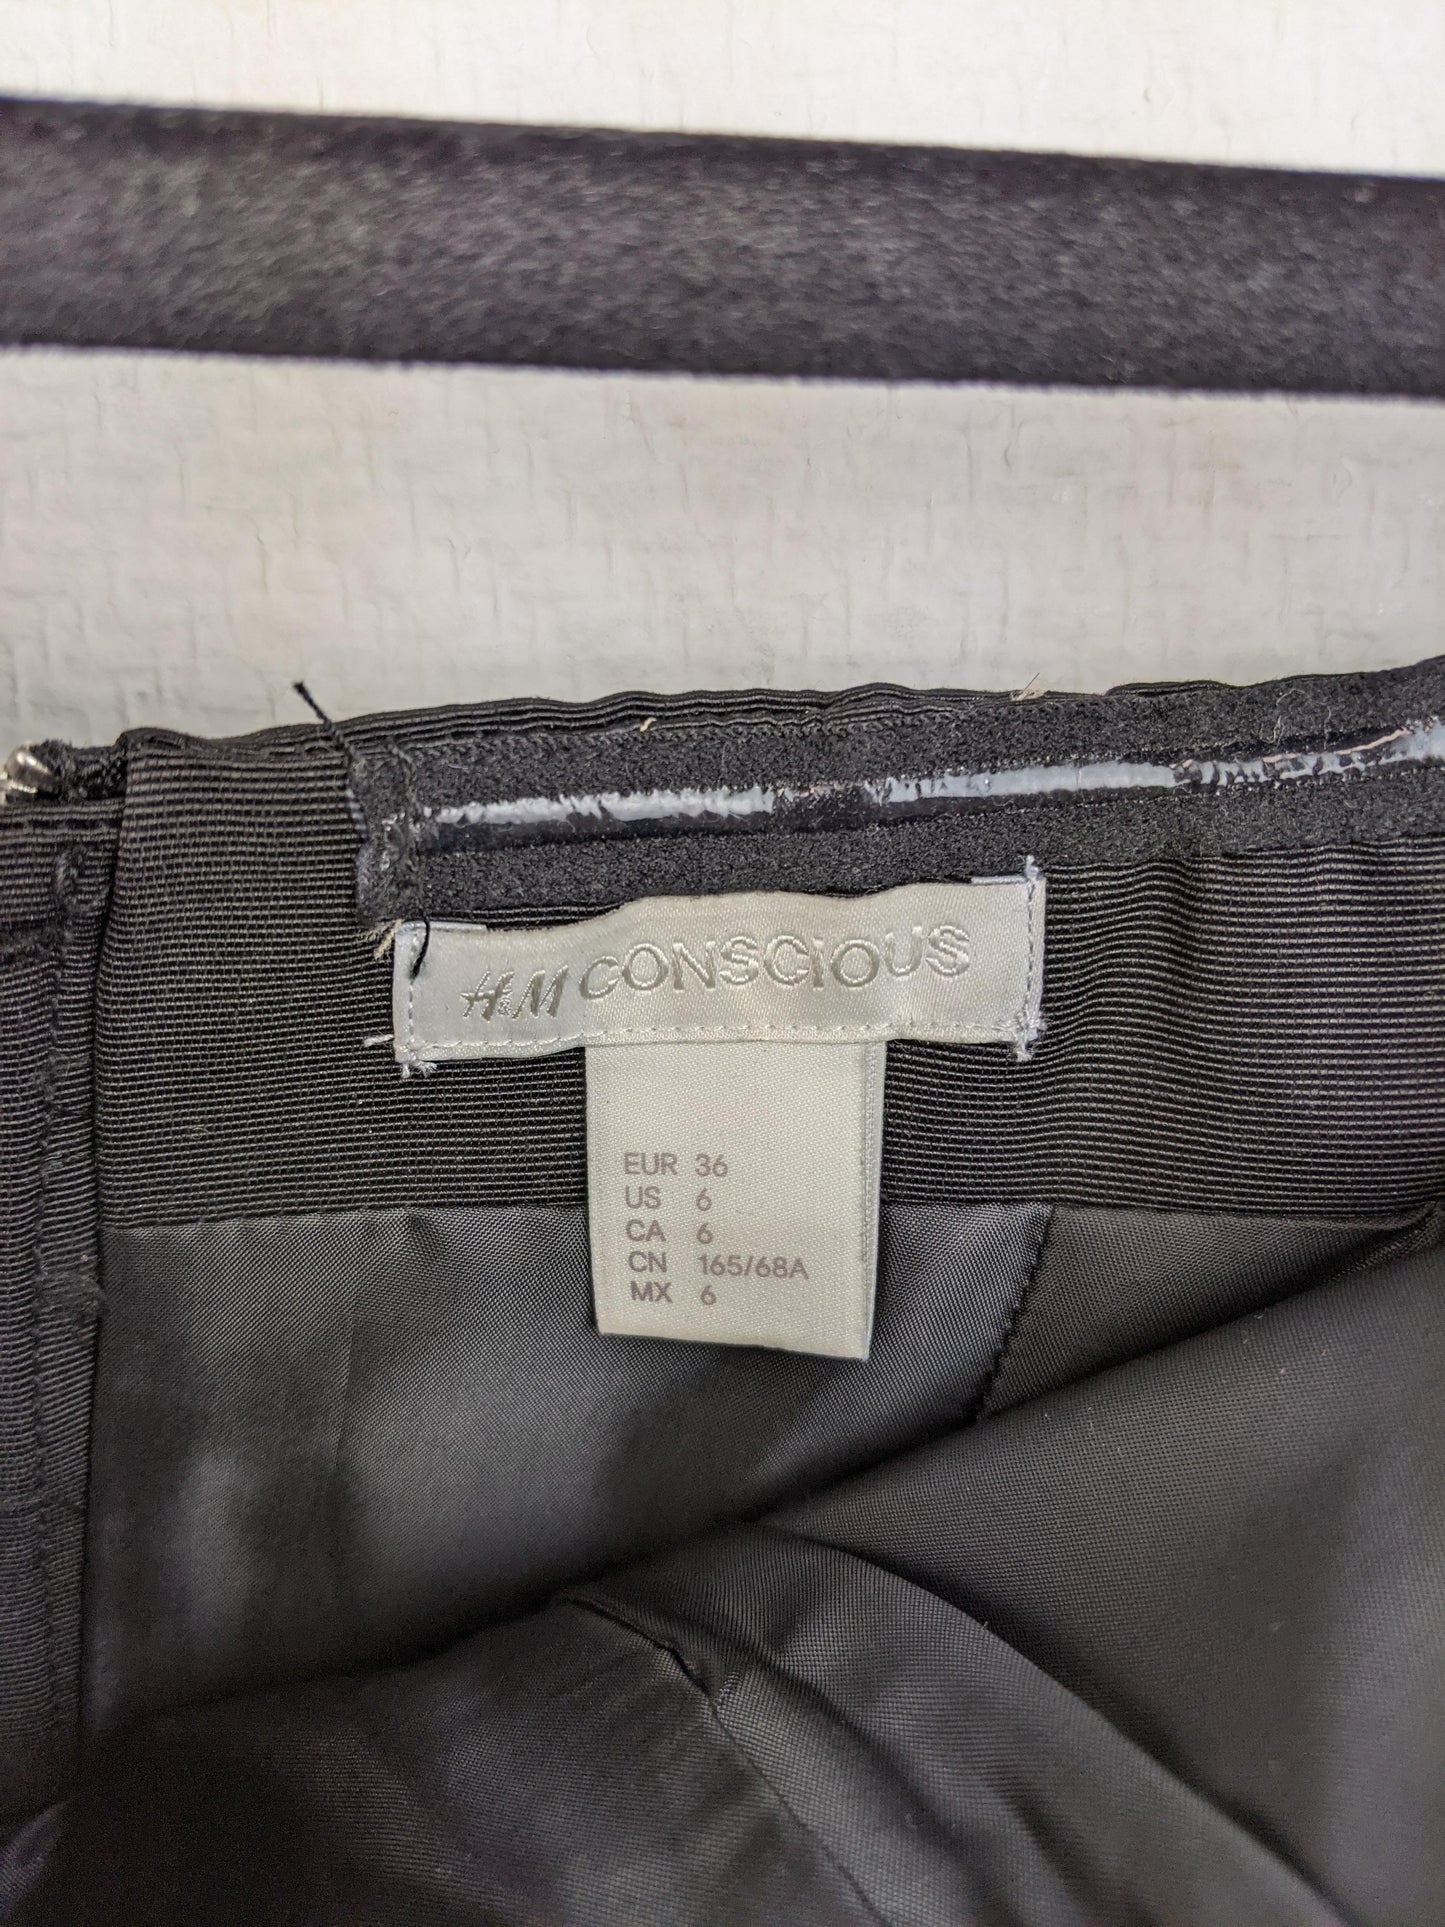 H&M CONSCIOUS
EUR 36
US 6
CA 6
CN 165/68A
MX 6